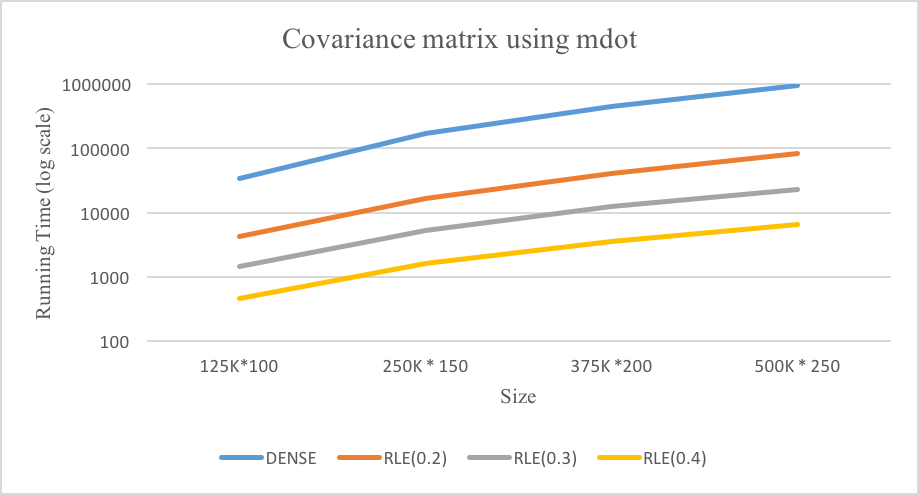 Covariance matrix using mdot
Running Time (log scale)
1000000
100000
10000
1000
100
125K*100
250K * 150
375K *200
500K * 250
Size
DENSE
RLE(0.2)
RLE(0.3)
RLE(0.4)